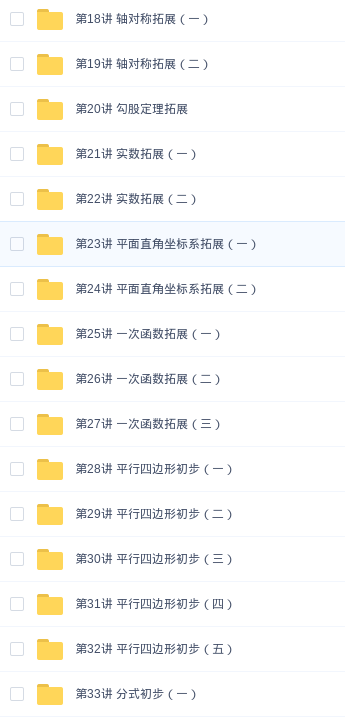 第18讲 轴对称拓展（一）
第19讲 轴对称拓展（二）
第20讲 勾股定理拓展
第21讲 实数拓展（一）
第22讲 实数拓展（二）
第23讲 平面直角坐标系拓展（一）
第24讲 平面直角坐标系拓展（二）
第25讲 一次函数拓展（一）
第26讲 一次函数拓展（二）
第27讲 一次函数拓展（三）
第28讲 平行四边形初步（一）
第29讲 平行四边形初步（二）
第30讲 平行四边形初步（三）
第31讲 平行四边形初步（四）
第32讲 平行四边形初步（五）
第33讲 分式初步（一）